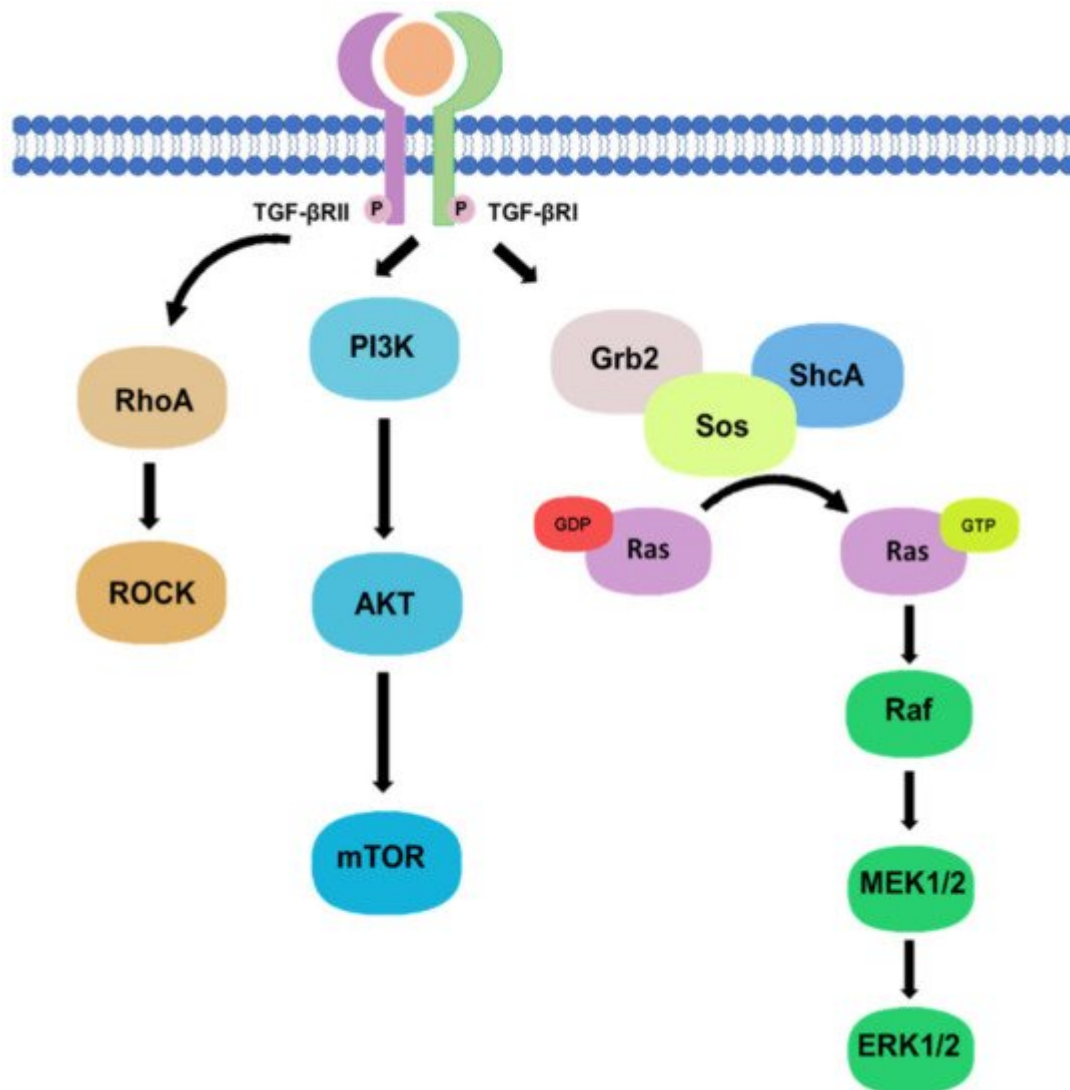 TGF-βRII
P
P
TGF-βRI
PI3K
Grb2
ShcA
RhoA
Sos
GDP
Ras
Ras
GTP
ROCK
AKT
Raf
mTOR
MEK1/2
ERK1/2